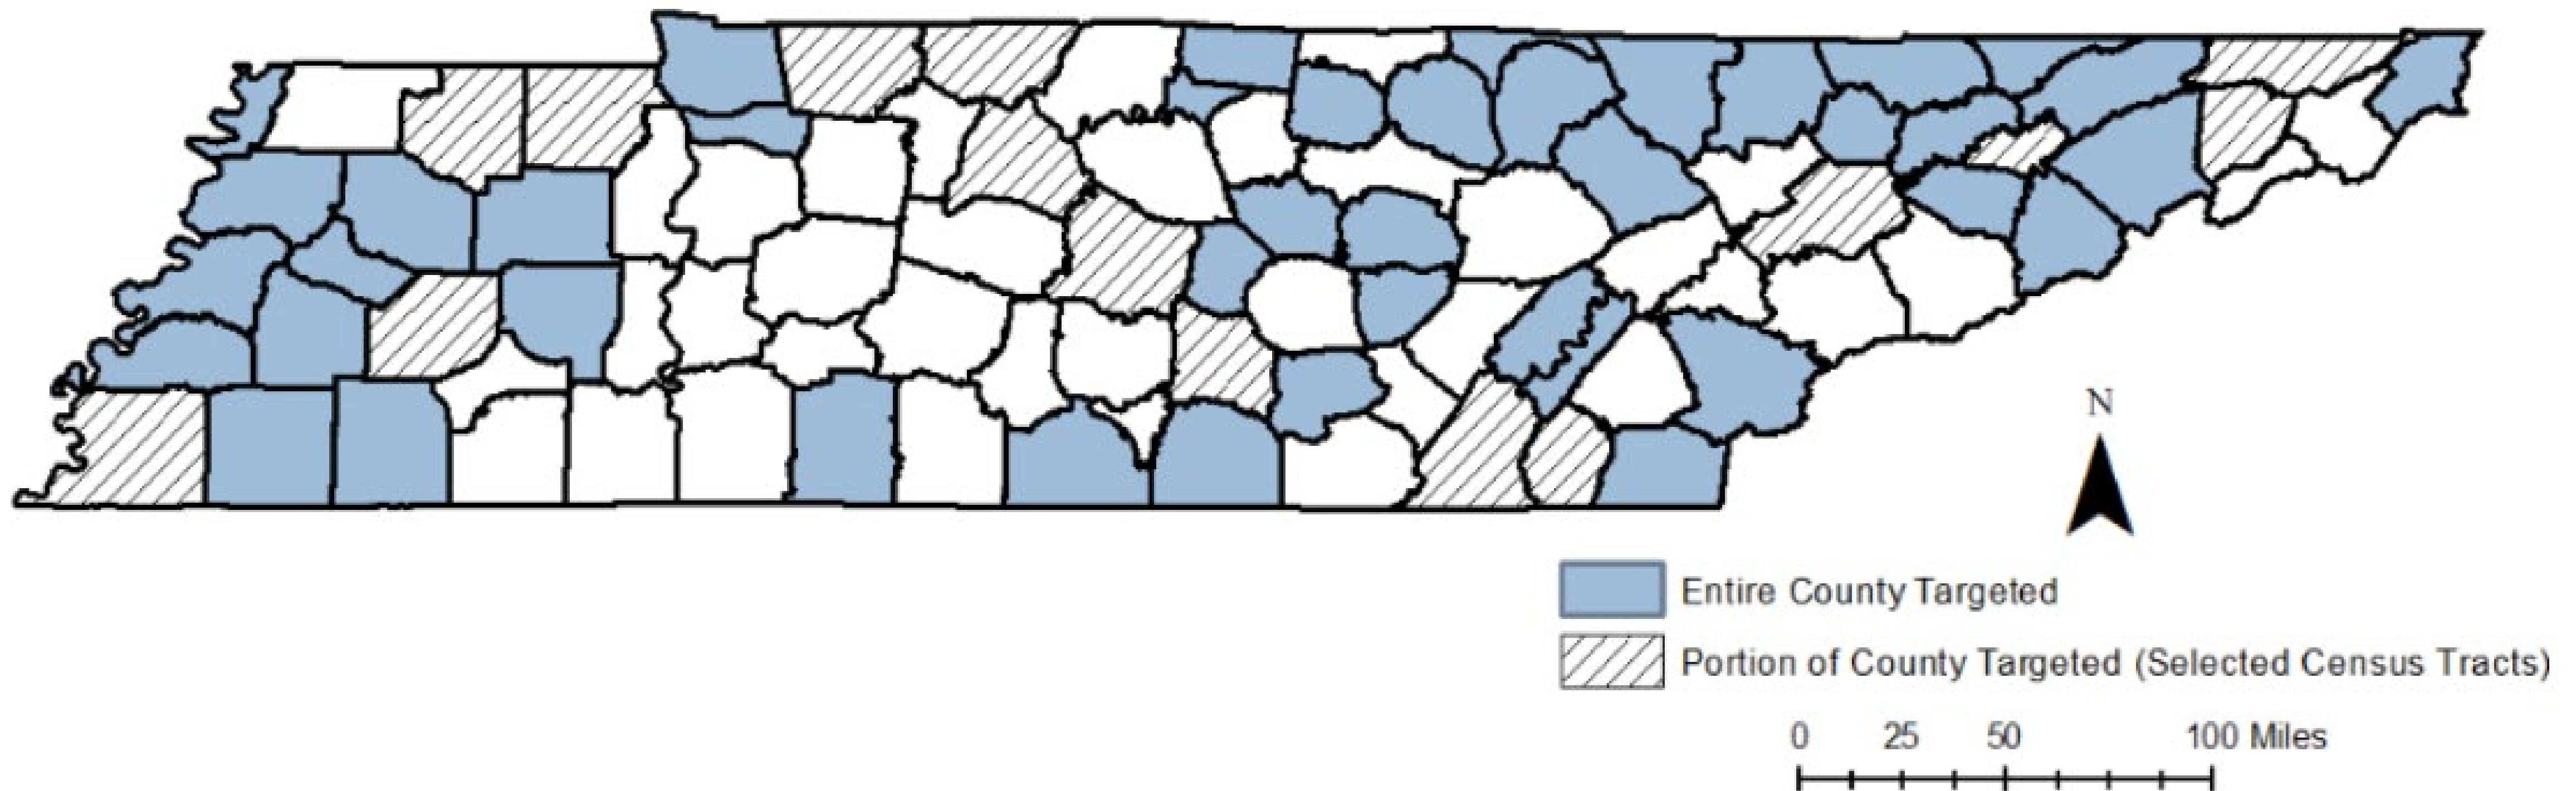 N
Entire County Targeted
Portion of County Targeted (Selected Census Tracts)
0 25 50 100 Miles